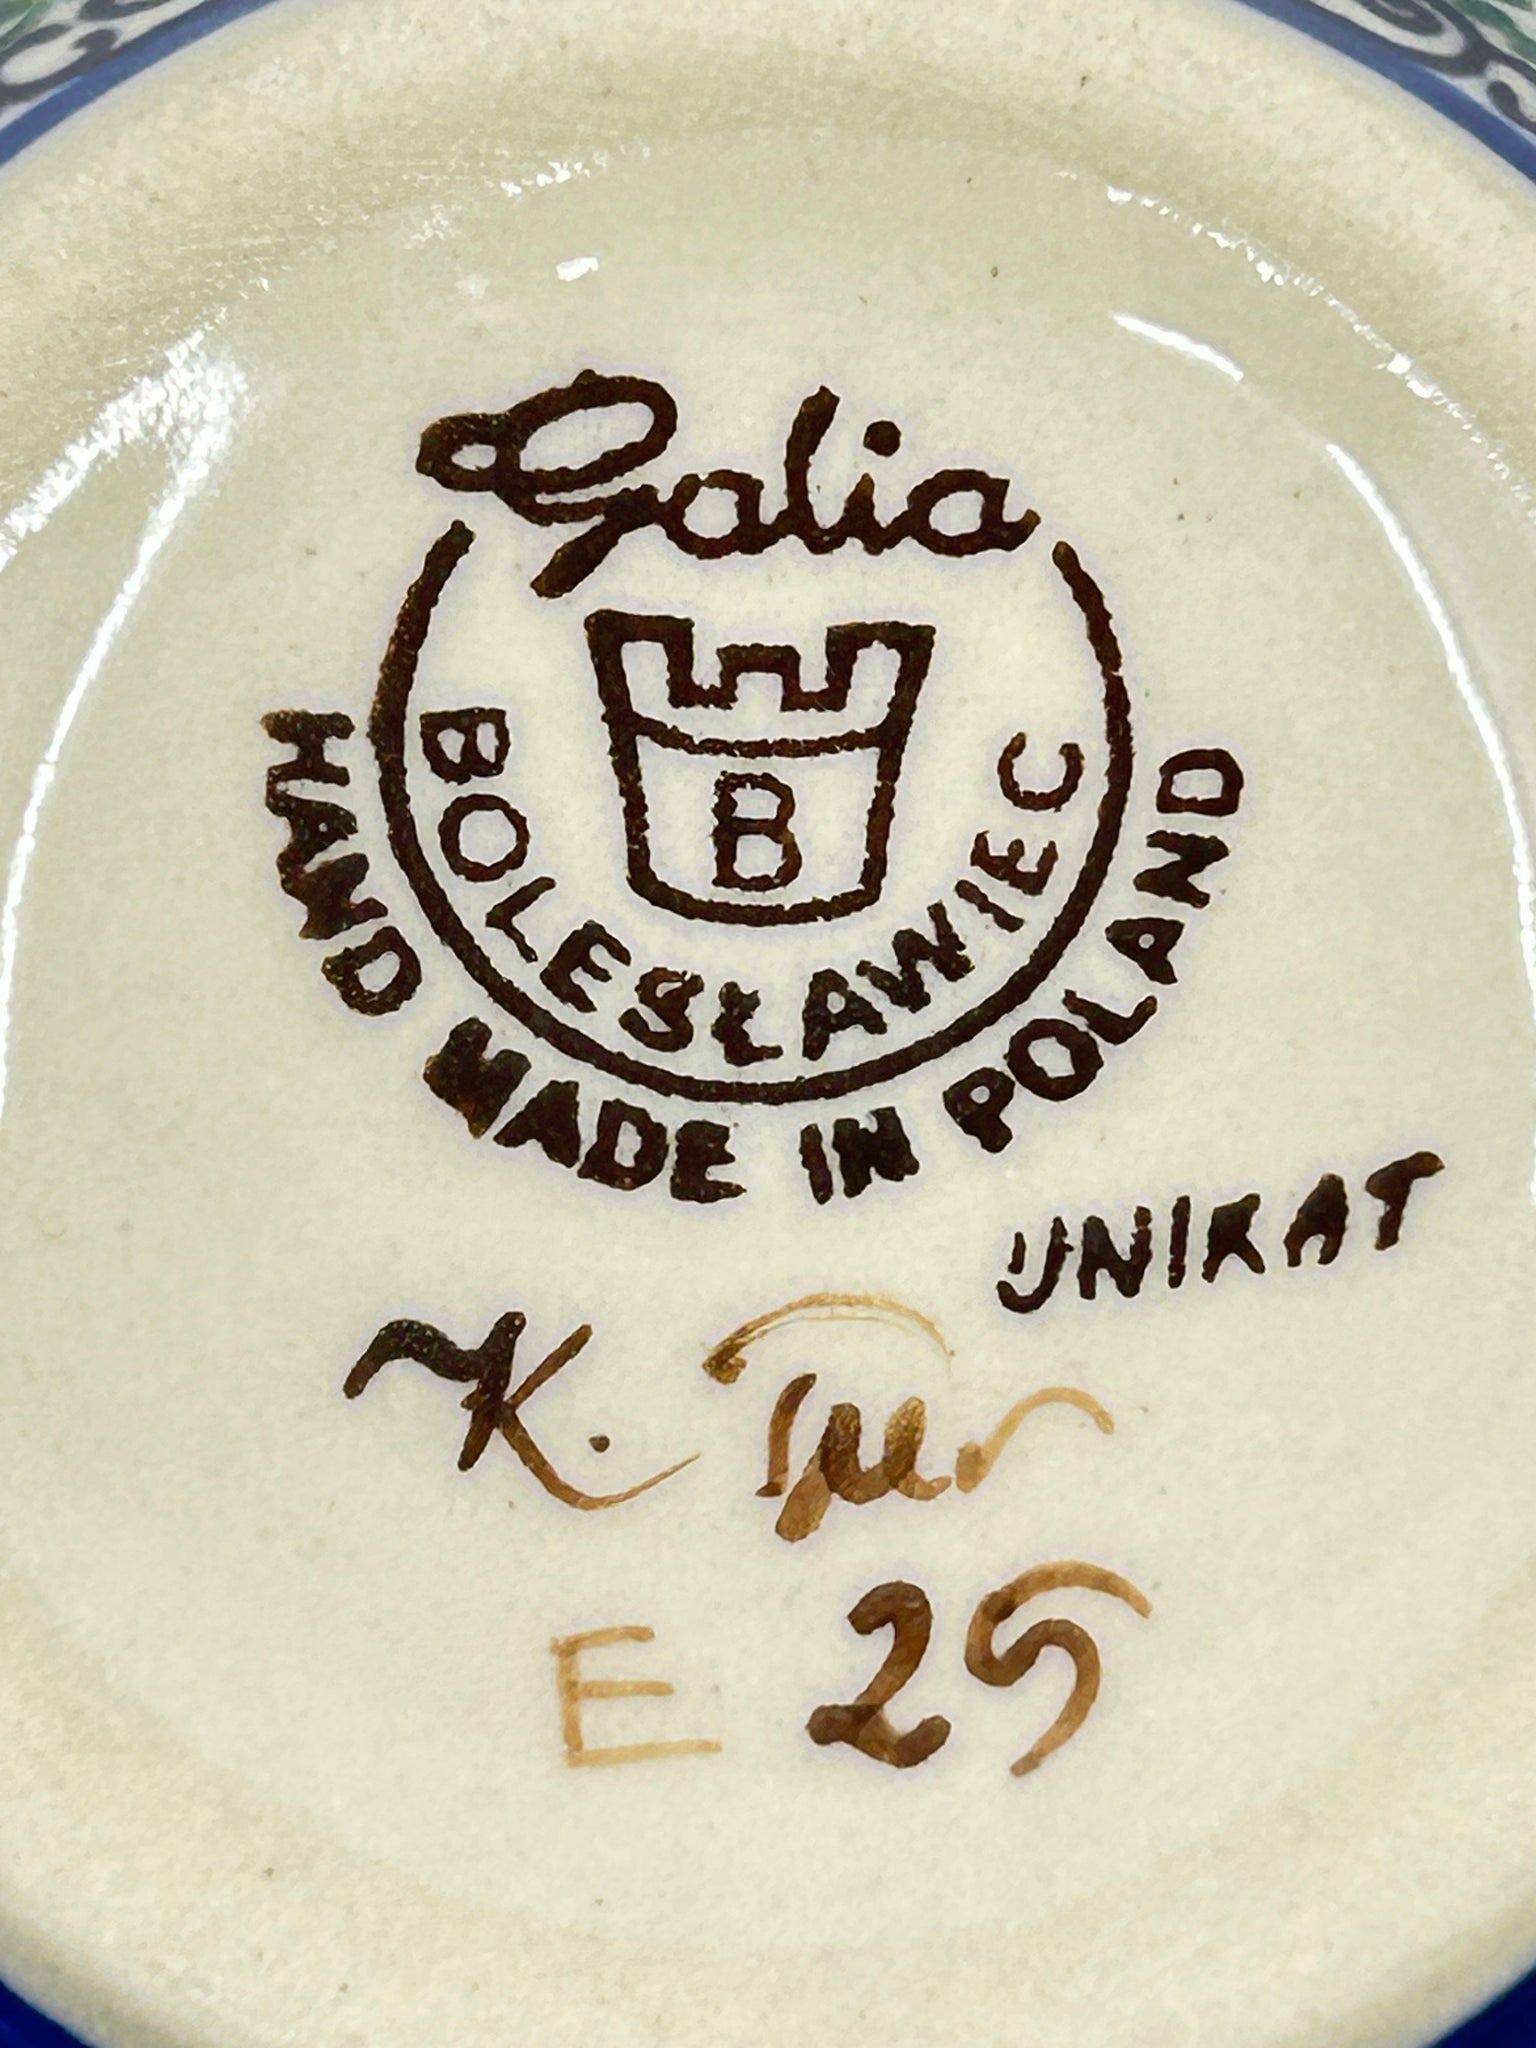 Galia
B
BOLESŁAWIEC
HAND MADE IN POLAND
UNIKAT
K.
E 25